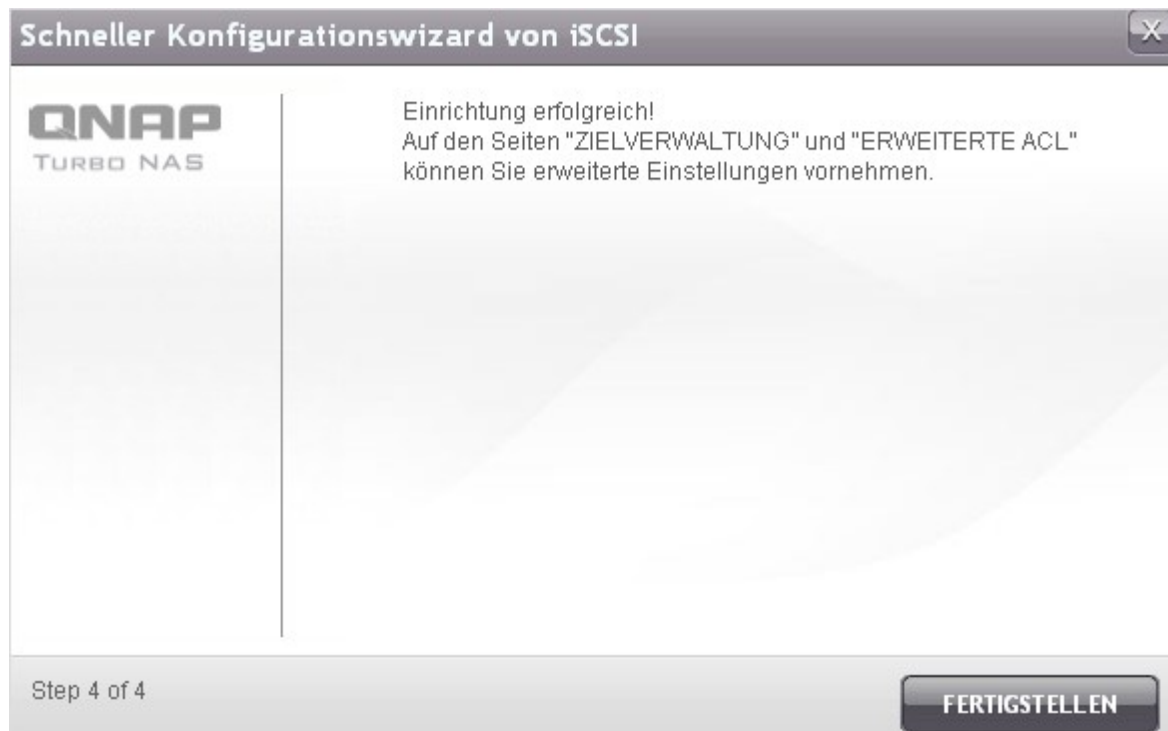 Schneller Konfigurationswizard von iSCSI
X
QNAP
TURBO NAS
Einrichtung erfolgreich!
Auf den Seiten "ZIELVERWALTUNG" und "ERWEITERTE ACL"
können Sie erweiterte Einstellungen vornehmen.
Step 4 of 4
FERTIGSTELLEN